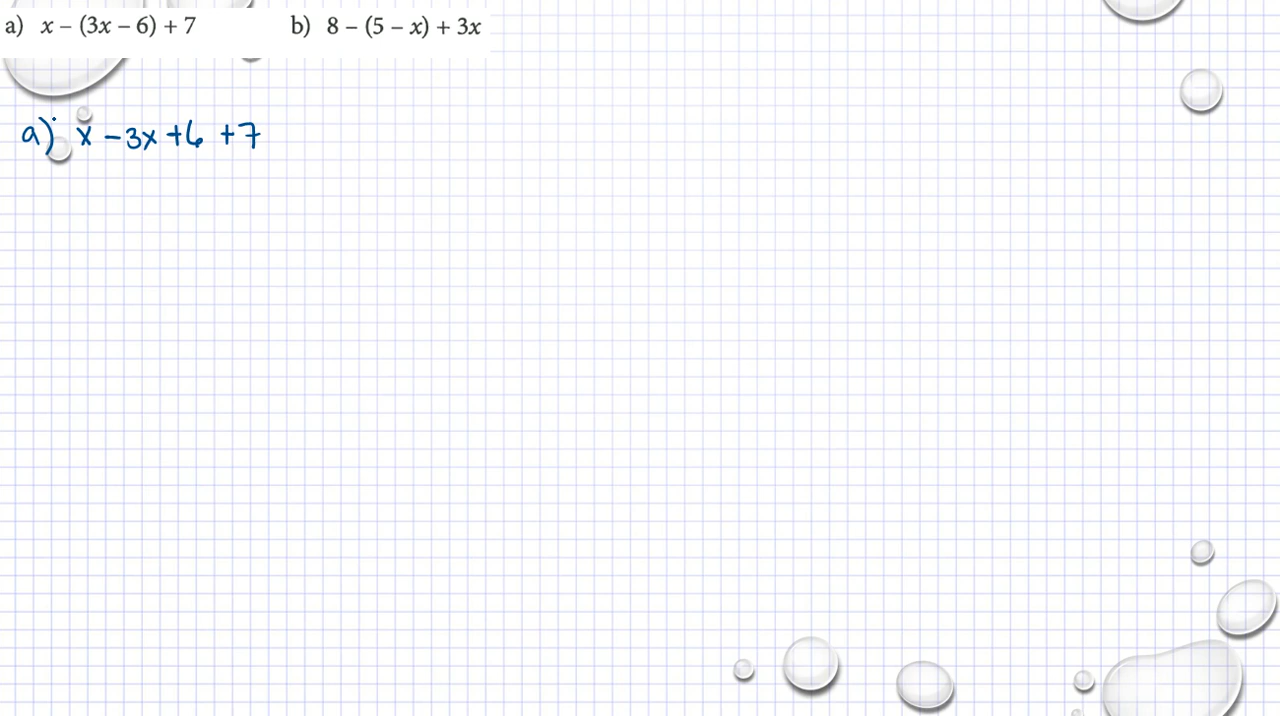 a) x – (3x – 6) + 7 b) 8 – (5 – x) + 3x
a) x - 3x + 6 + 7